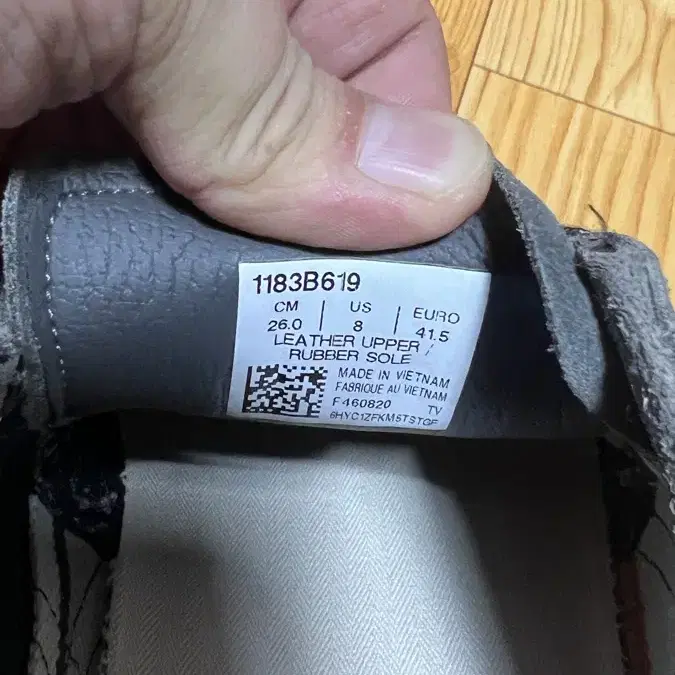 1183B619
CM | US | EURO
26.0 | 8 | 41.5
LEATHER UPPER
RUBBER SOLE
MADE IN VIETNAM
FABRIQUE AU VIETNAM
F460820 TV
6HYC1ZFKM5TSTGF